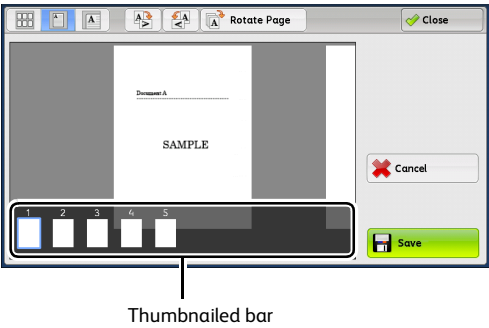 A A A A A Rotate Page Close
Document A
SAMPLE
Cancel
1 2 3 4 5
Save
Thumbnailed bar